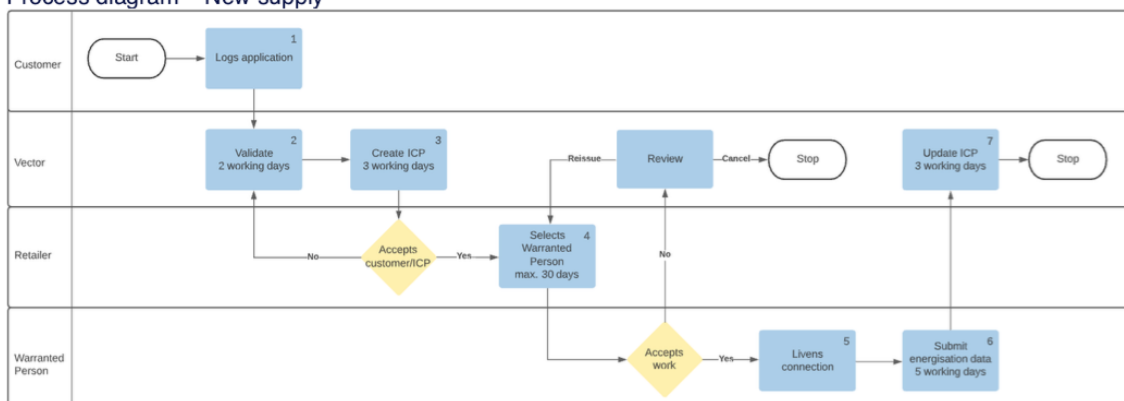 Process diagram – New supply
Customer
Start
1
Logs application
Vector
2
Validate
2 working days
3
Create ICP
3 working days
Reissue
Review
Cancel
Stop
7
Update ICP
3 working days
Stop
Retailer
No
Accepts
customer/ICP
Yes
4
Selects
Warranted
Person
max. 30 days
No
Warranted
Person
Accepts
work
Yes
5
Livens
connection
6
Submit
energisation data
5 working days